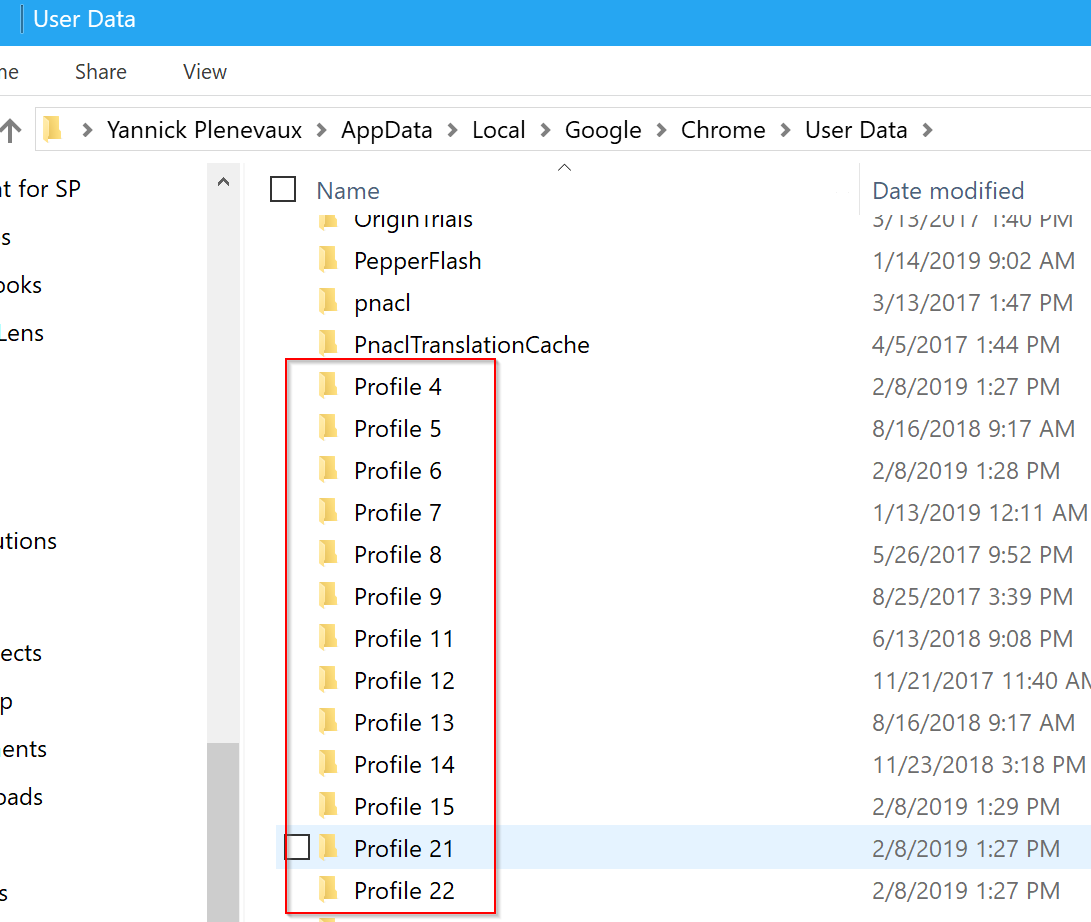 User Data
me Share View
Yannick Plenevaux AppData Local Google Chrome User Data
t for SP
Name Date modified
OriginTrials 3/13/2017 1:40 PM
s
PepperFlash 1/14/2019 9:02 AM
ooks
pnacl 3/13/2017 1:47 PM
Lens
PnaclTranslationCache 4/5/2017 1:44 PM
Profile 4 2/8/2019 1:27 PM
Profile 5 8/16/2018 9:17 AM
Profile 6 2/8/2019 1:28 PM
Profile 7 1/13/2019 12:11 AM
utions
Profile 8 5/26/2017 9:52 PM
Profile 9 8/25/2017 3:39 PM
Profile 11 6/13/2018 9:08 PM
ects
Profile 12 11/21/2017 11:40 AM
p
Profile 13 8/16/2018 9:17 AM
ents
Profile 14 11/23/2018 3:18 PM
oads
Profile 15 2/8/2019 1:29 PM
Profile 21 2/8/2019 1:27 PM
s
Profile 22 2/8/2019 1:27 PM